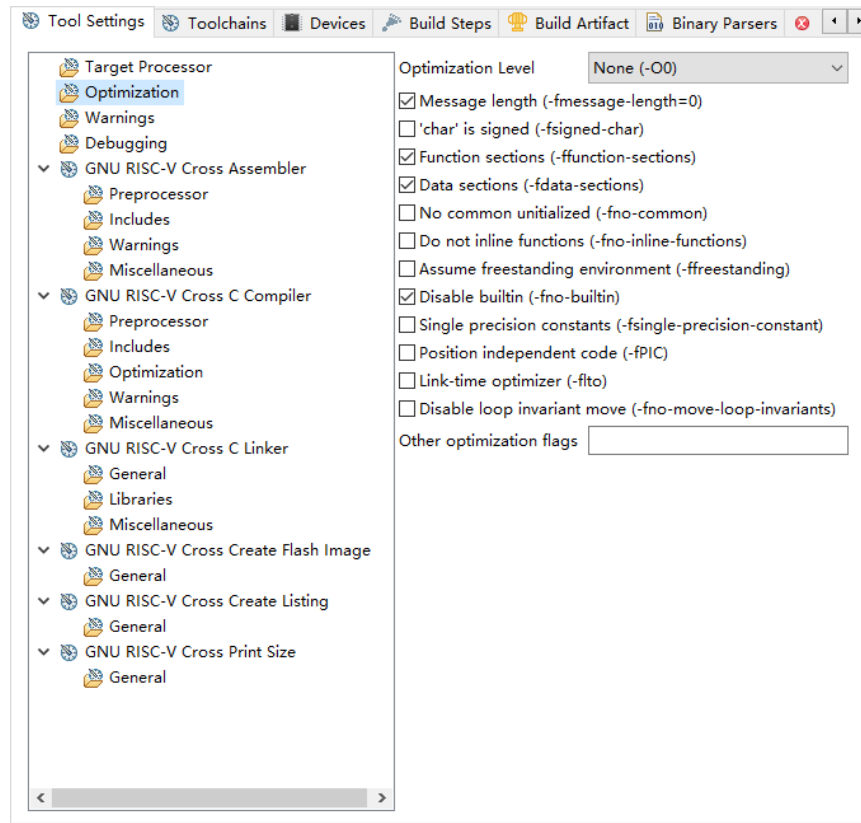 Tool Settings Toolchains Devices Build Steps Build Artifact Binary Parsers
Target Processor
Optimization
Warnings
Debugging
GNU RISC-V Cross Assembler
Preprocessor
Includes
Warnings
Miscellaneous
GNU RISC-V Cross C Compiler
Preprocessor
Includes
Optimization
Warnings
Miscellaneous
GNU RISC-V Cross C Linker
General
Libraries
Miscellaneous
GNU RISC-V Cross Create Flash Image
General
GNU RISC-V Cross Create Listing
General
GNU RISC-V Cross Print Size
General
Optimization Level None (-O0)
Message length (-fmessage-length=0)
'char' is signed (-fsigned-char)
Function sections (-ffunction-sections)
Data sections (-fdata-sections)
No common unitialized (-fno-common)
Do not inline functions (-fno-inline-functions)
Assume freestanding environment (-ffreestanding)
Disable builtin (-fno-builtin)
Single precision constants (-fsingle-precision-constant)
Position independent code (-fPIC)
Link-time optimizer (-flto)
Disable loop invariant move (-fno-move-loop-invariants)
Other optimization flags